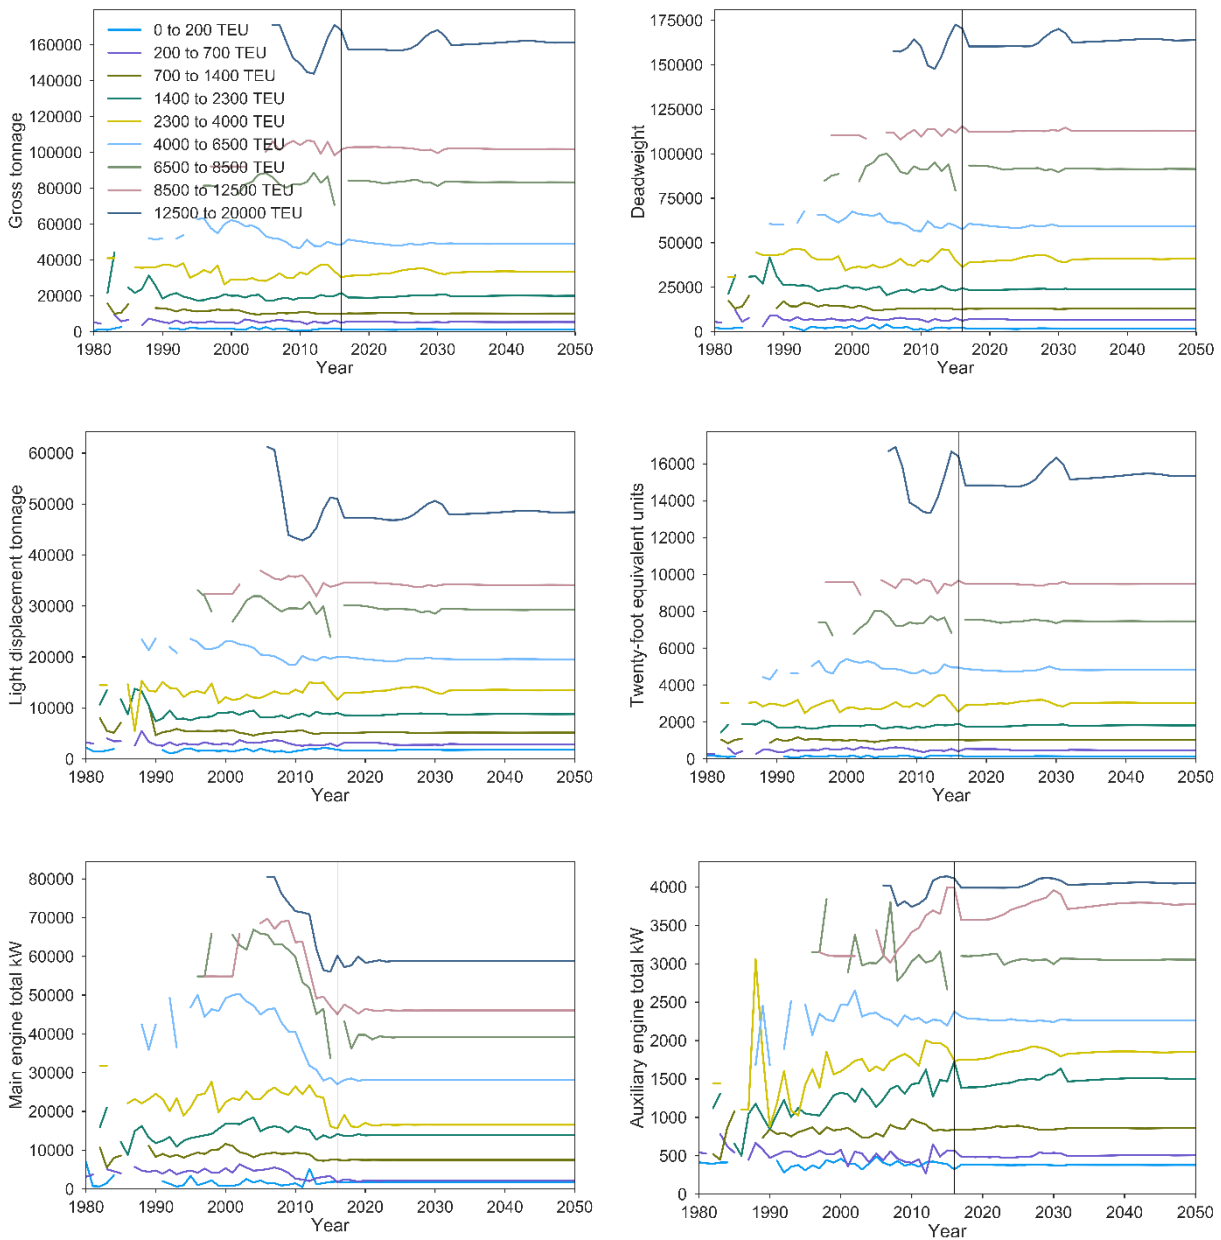 Gross tonnage
160000
140000
120000
100000
80000
60000
40000
20000
0
0 to 200 TEU
200 to 700 TEU
700 to 1400 TEU
1400 to 2300 TEU
2300 to 4000 TEU
4000 to 6500 TEU
6500 to 8500 TEU
8500 to 12500 TEU
12500 to 20000 TEU
1980 1990 2000 2010 2020 2030 2040 2050
Year
Deadweight
175000
150000
125000
100000
75000
50000
25000
0
1980 1990 2000 2010 2020 2030 2040 2050
Year
Light displacement tonnage
60000
50000
40000
30000
20000
10000
0
1980 1990 2000 2010 2020 2030 2040 2050
Year
Twenty-foot equivalent units
16000
14000
12000
10000
8000
6000
4000
2000
0
1980 1990 2000 2010 2020 2030 2040 2050
Year
Main engine total kW
80000
70000
60000
50000
40000
30000
20000
10000
0
1980 1990 2000 2010 2020 2030 2040 2050
Year
Auxiliary engine total kW
4000
3500
3000
2500
2000
1500
1000
500
0
1980 1990 2000 2010 2020 2030 2040 2050
Year